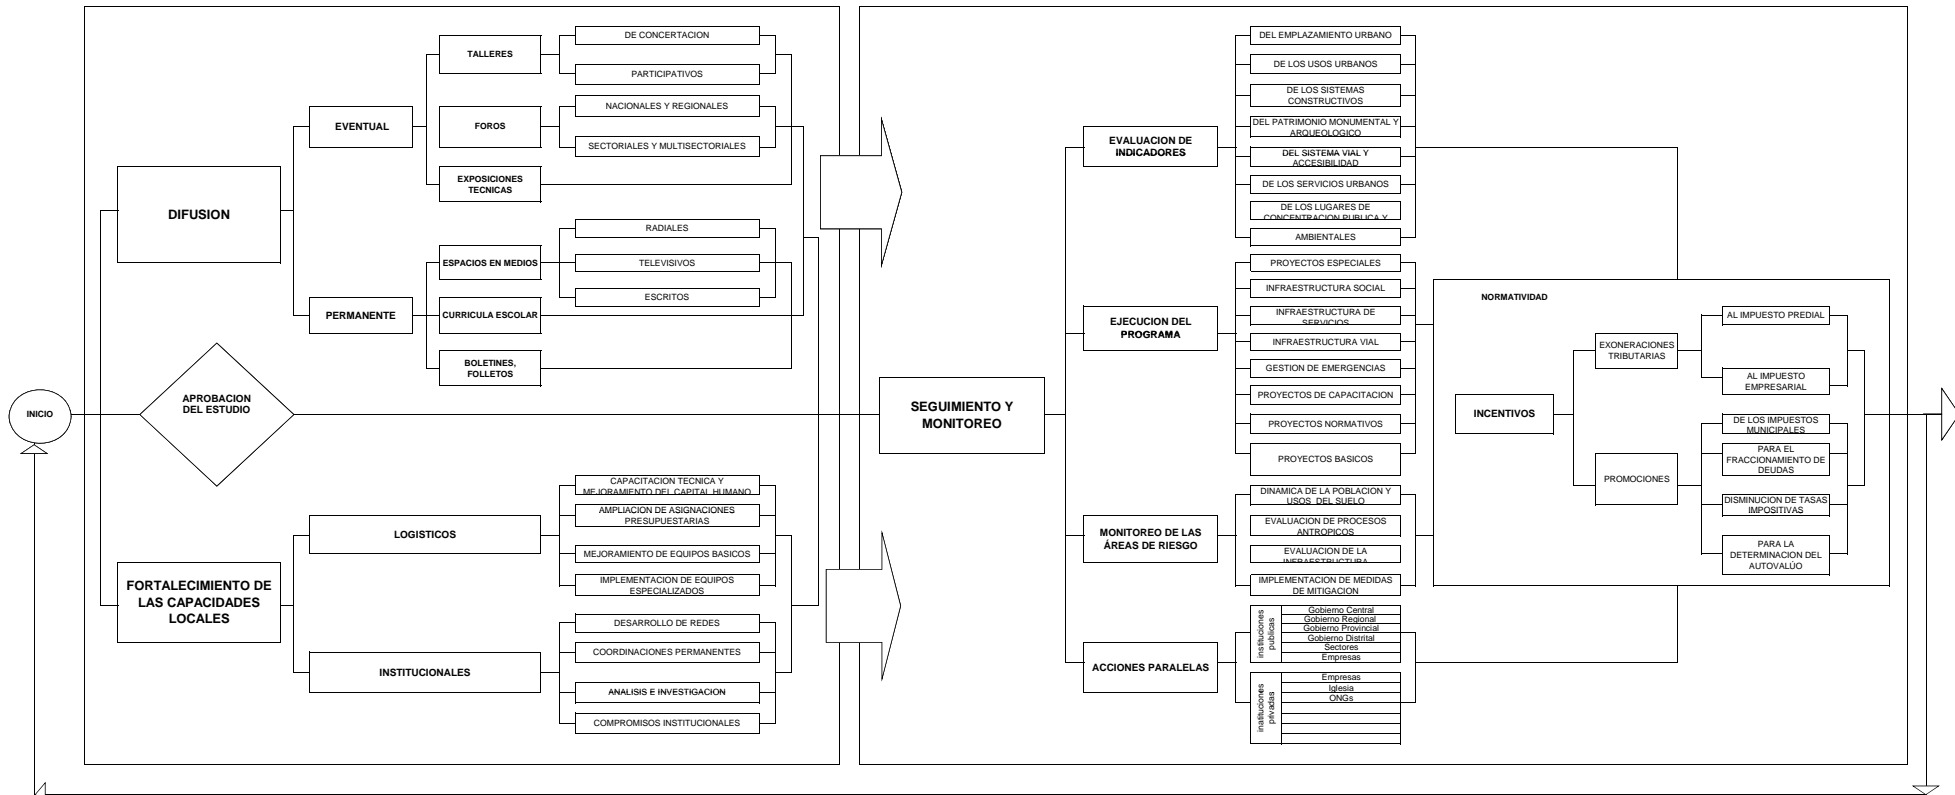 INICIO
APROBACION
DEL ESTUDIO
DIFUSION
EVENTUAL
TALLERES
DE CONCERTACION
PARTICIPATIVOS
FOROS
NACIONALES Y REGIONALES
SECTORIALES Y MULTISECTORIALES
EXPOSICIONES
TECNICAS
PERMANENTE
ESPACIOS EN MEDIOS
RADIALES
TELEVISIVOS
ESCRITOS
CURRICULA ESCOLAR
BOLETINES,
FOLLETOS
FORTALECIMIENTO DE
LAS CAPACIDADES
LOCALES
LOGISTICOS
CAPACITACION TECNICA Y
MEJORAMIENTO DEL CAPITAL HUMANO
AMPLIACION DE ASIGNACIONES
PRESUPUESTARIAS
MEJORAMIENTO DE EQUIPOS BASICOS
IMPLEMENTACION DE EQUIPOS
ESPECIALIZADOS
INSTITUCIONALES
DESARROLLO DE REDES
COORDINACIONES PERMANENTES
ANALISIS E INVESTIGACION
COMPROMISOS INSTITUCIONALES
SEGUIMIENTO Y
MONITOREO
EVALUACION DE
INDICADORES
DEL EMPLAZAMIENTO URBANO
DE LOS USOS URBANOS
DE LOS SISTEMAS
CONSTRUCTIVOS
DEL PATRIMONIO MONUMENTAL Y
ARQUEOLOGICO
DEL SISTEMA VIAL Y
ACCESIBILIDAD
DE LOS SERVICIOS URBANOS
DE LOS LUGARES DE
CONCENTRACION PUBLICA Y
AMBIENTALES
EJECUCION DEL
PROGRAMA
PROYECTOS ESPECIALES
INFRAESTRUCTURA SOCIAL
INFRAESTRUCTURA DE
SERVICIOS
INFRAESTRUCTURA VIAL
GESTION DE EMERGENCIAS
PROYECTOS DE CAPACITACION
PROYECTOS NORMATIVOS
PROYECTOS BASICOS
MONITOREO DE LAS
ÁREAS DE RIESGO
DINAMICA DE LA POBLACION Y
USOS DEL SUELO
EVALUACION DE PROCESOS
ANTROPICOS
EVALUACION DE LA
INFRAESTRUCTURA
IMPLEMENTACION DE MEDIDAS
DE MITIGACION
ACCIONES PARALELAS
instituciones
publicas
Gobierno Central
Gobierno Regional
Gobierno Provincial
Gobierno Distrital
Sectores
Empresas
inatituciones
privadas
Empresas
Iglesia
ONGs
NORMATIVIDAD
INCENTIVOS
EXONERACIONES
TRIBUTARIAS
AL IMPUESTO PREDIAL
AL IMPUESTO
EMPRESARIAL
PROMOCIONES
DE LOS IMPUESTOS
MUNICIPALES
PARA EL
FRACCIONAMIENTO DE
DEUDAS
DISMINUCION DE TASAS
IMPOSITIVAS
PARA LA
DETERMINACION DEL
AUTOVALÚO